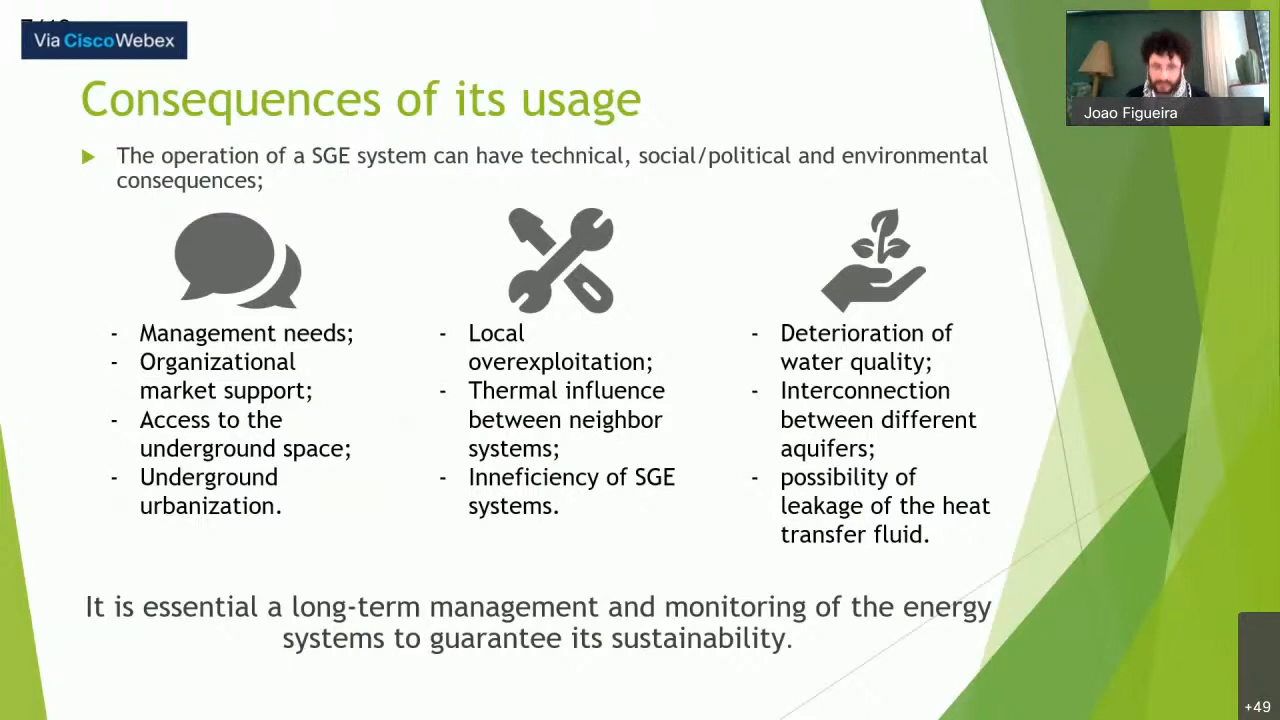 Via CiscoWebex
Joao Figueira
Consequences of its usage
The operation of a SGE system can have technical, social/political and environmental
consequences;
- Management needs;
- Organizational
market support;
- Access to the
underground space;
- Underground
urbanization.
- Local
overexploitation;
- Thermal influence
between neighbor
systems;
- Inneficiency of SGE
systems.
- Deterioration of
water quality;
- Interconnection
between different
aquifers;
- possibility of
leakage of the heat
transfer fluid.
It is essential a long-term management and monitoring of the energy
systems to guarantee its sustainability.
+49